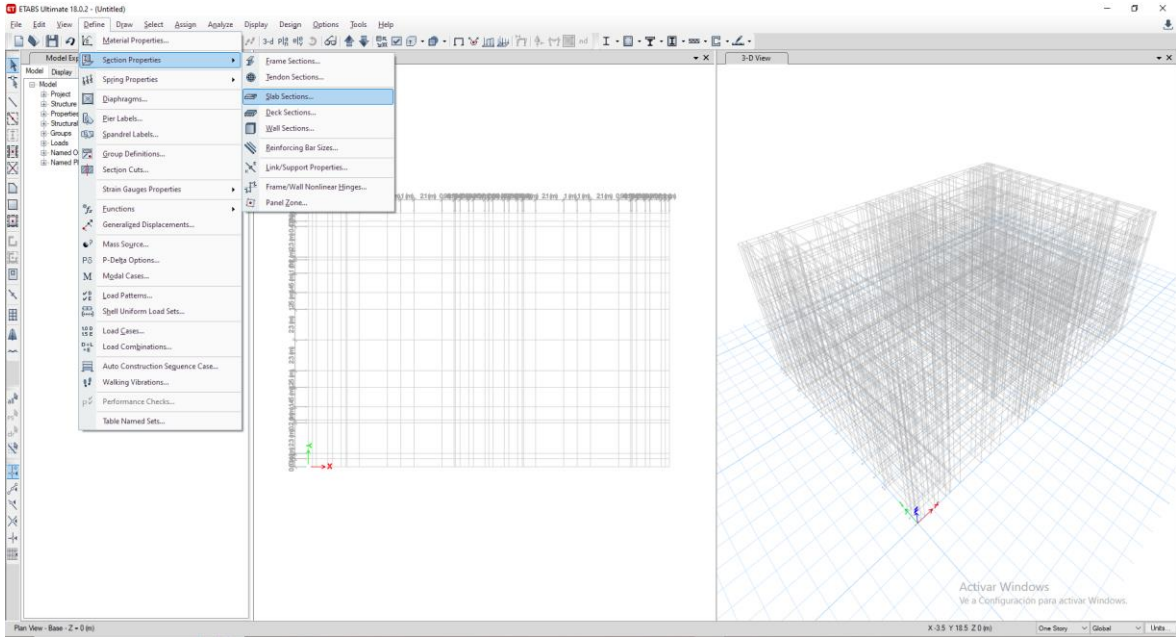 ETABS Ultimate 18.0.2 - (Untitled)
File Edit View Define Draw Select Assign Analyze Display Design Options Tools Help
Model Display
Model
Project
Structure
Properties
Structural
Groups
Loads
Named O
Named Pl
Material Properties...
Section Properties
Spring Properties
Diaphragms...
Pier Labels...
Spandrel Labels...
Group Definitions...
Section Cuts...
Strain Gauges Properties
Functions
Generalized Displacements...
Mass Source...
P-Delta Options...
Modal Cases...
Load Patterns...
Shell Uniform Load Sets...
Load Cases...
Load Combinations...
Auto Construction Sequence Case...
Walking Vibrations...
Performance Checks...
Table Named Sets...
Frame Sections...
Tendon Sections...
Slab Sections...
Deck Sections...
Wall Sections...
Reinforcing Bar Sizes...
Link/Support Properties...
Frame/Wall Nonlinear Hinges...
Panel Zone...
3-D View
X
Activar Windows
Ve a Configuración para activar Windows.
Plan View - Base - Z = 0 (m)
X -3.5 Y 18.5 Z 0 (m)
One Story
Global
Units...